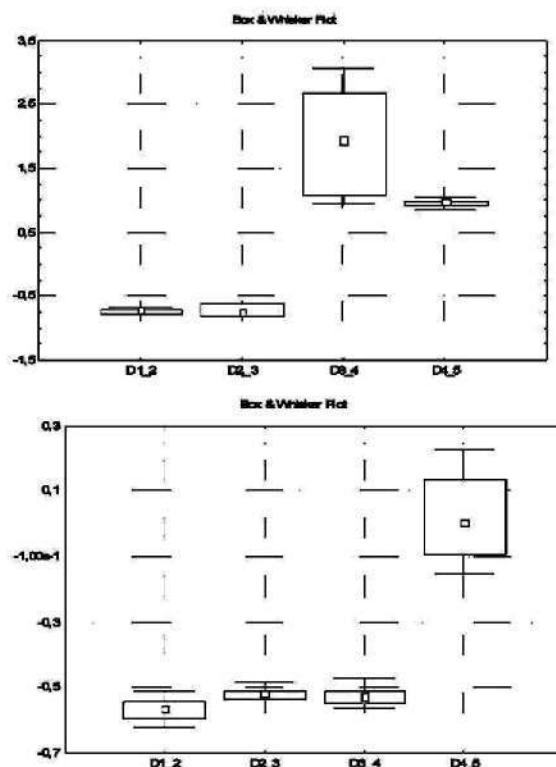 Box & Whisker Plot
3,5
2,5
1,5
0,5
-0,5
-1,5
D1_2 D2_3 D3_4 D4_5
Box & Whisker Plot
0,3
0,1
-1,00e-1
-0,3
-0,5
-0,7
D1_2 D2_3 D3_4 D4_5